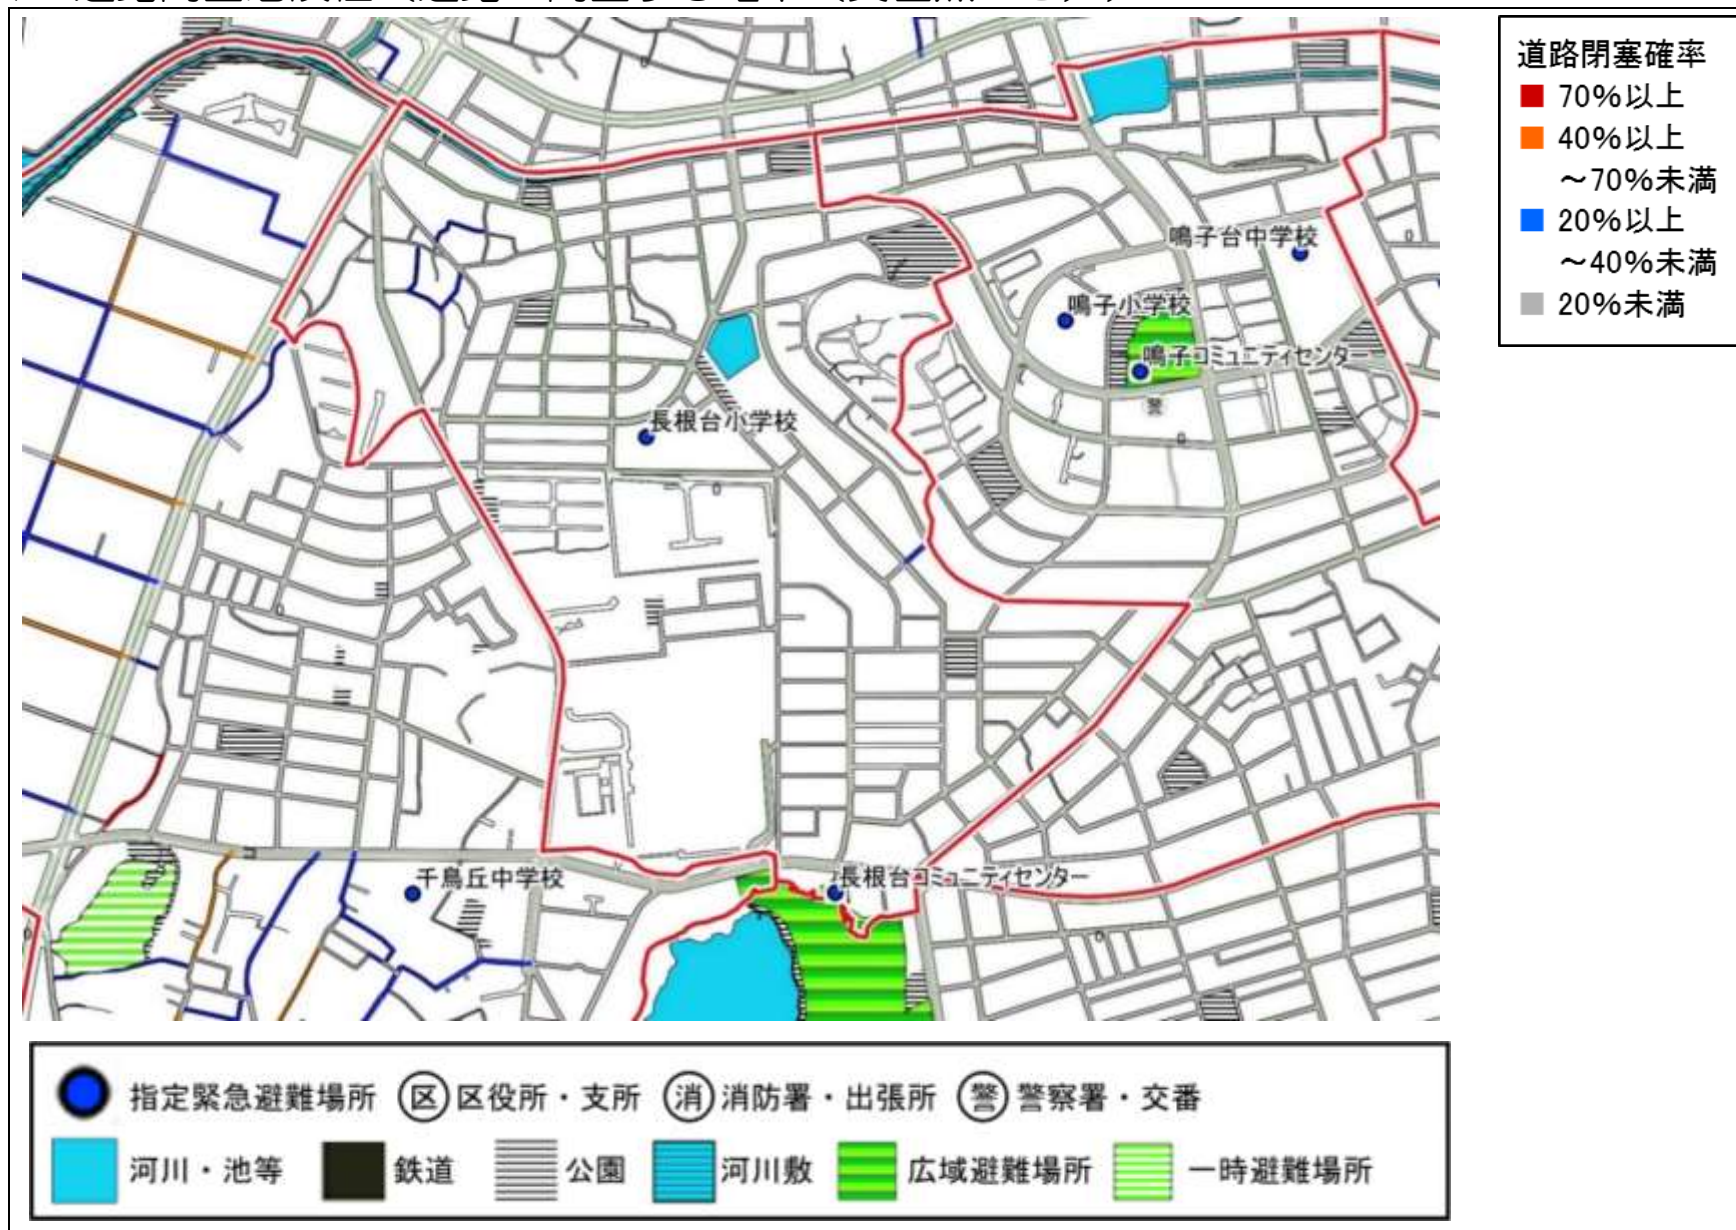 道路閉塞確率
70%以上
40%以上
～70%未満
20%以上
～40%未満
20%未満
鳴子台中学校
鳴子小学校
鳴子コミュニティセンター
警
長根台小学校
千鳥丘中学校
長根台コミュニティセンター
指定緊急避難場所 区 区役所・支所 消 消防署・出張所 警 警察署・交番
河川・池等 鉄道 公園 河川敷 広域避難場所 一時避難場所